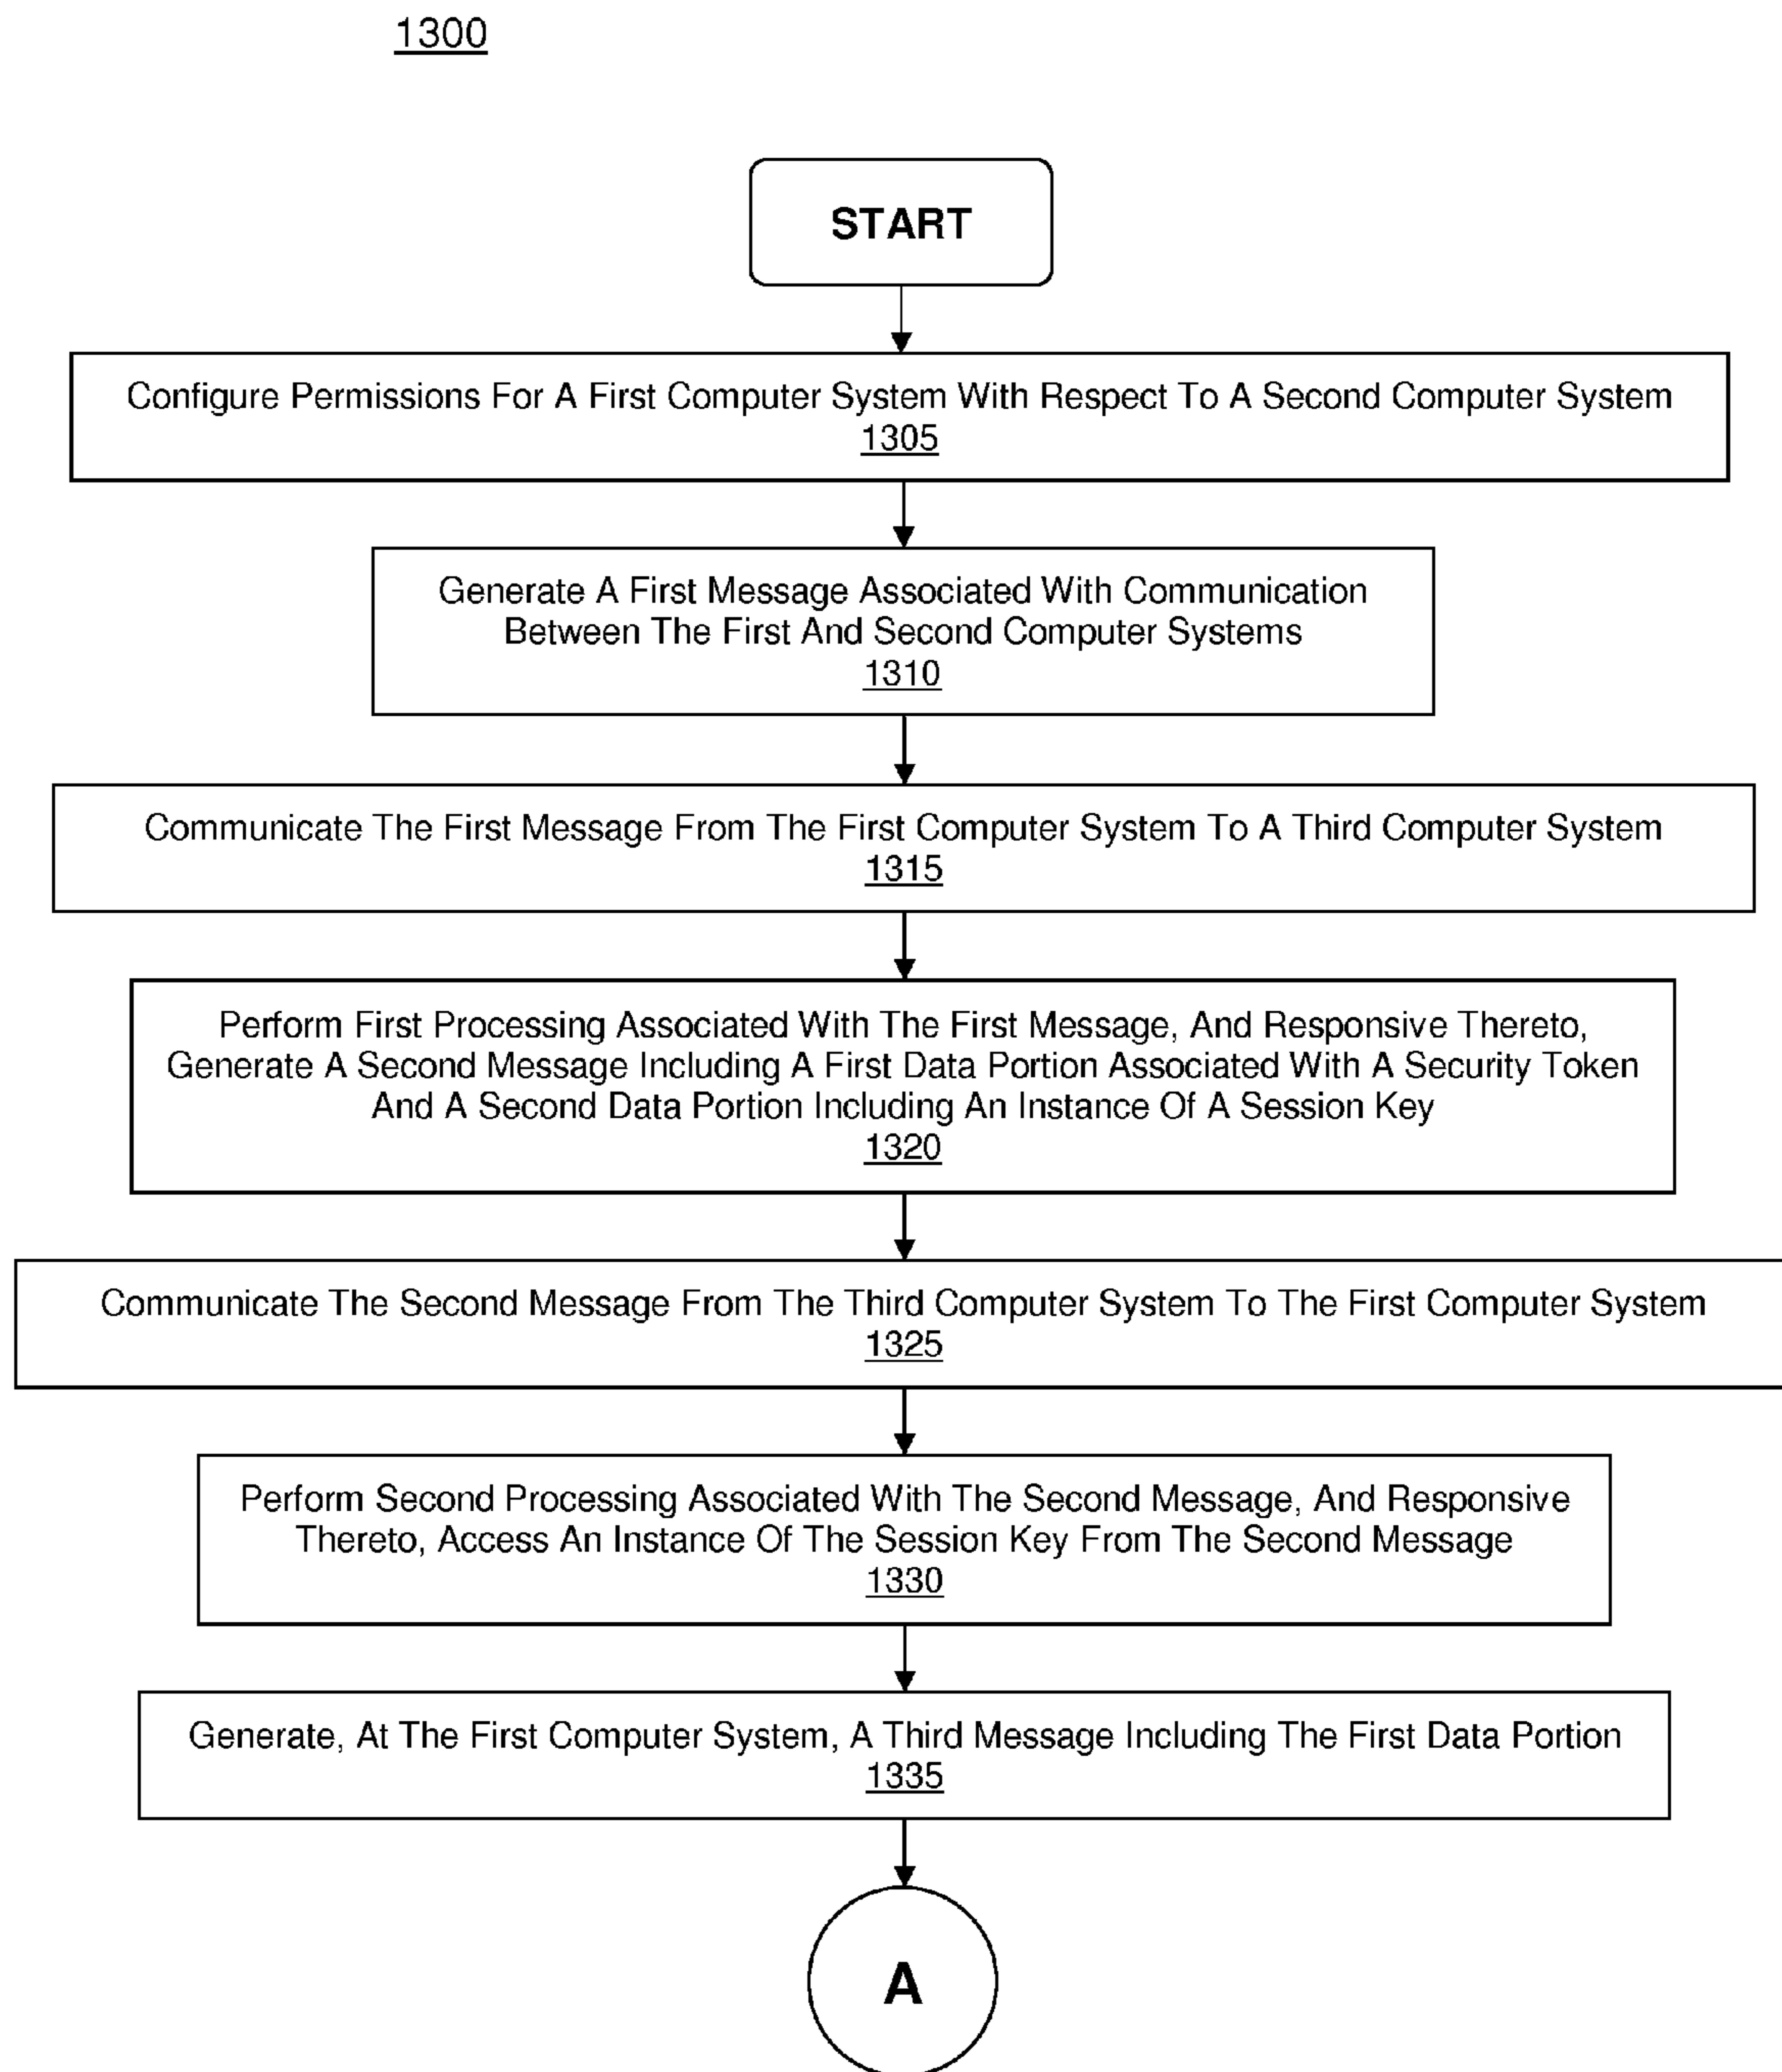 1300
START
Configure Permissions For A First Computer System With Respect To A Second Computer System
1305
Generate A First Message Associated With Communication
Between The First And Second Computer Systems
1310
Communicate The First Message From The First Computer System To A Third Computer System
1315
Perform First Processing Associated With The First Message, And Responsive Thereto,
Generate A Second Message Including A First Data Portion Associated With A Security Token
And A Second Data Portion Including An Instance Of A Session Key
1320
Communicate The Second Message From The Third Computer System To The First Computer System
1325
Perform Second Processing Associated With The Second Message, And Responsive
Thereto, Access An Instance Of The Session Key From The Second Message
1330
Generate, At The First Computer System, A Third Message Including The First Data Portion
1335
A